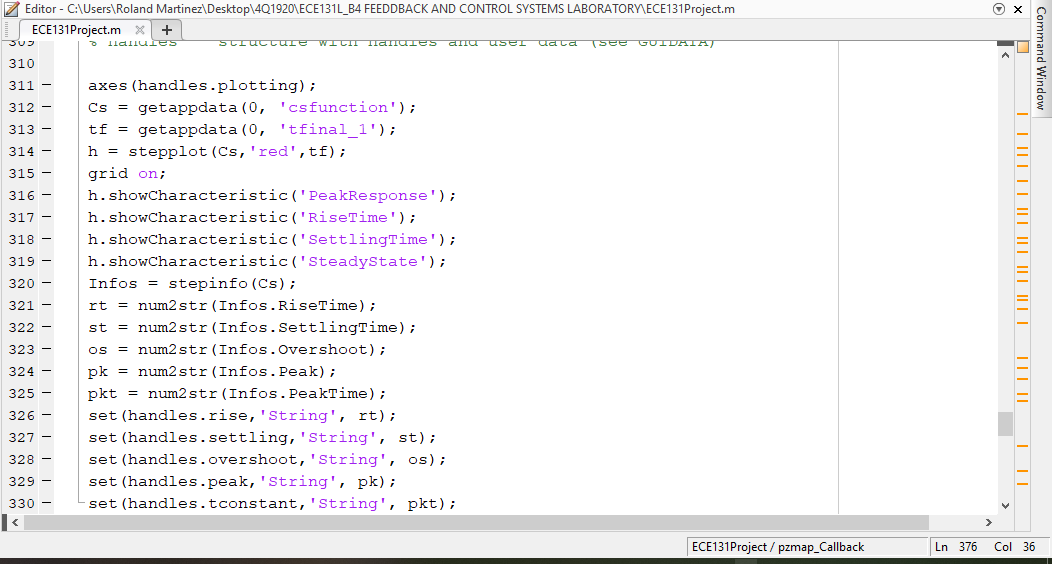 Editor - C:\Users\Roland Martinez\Desktop\4Q1920\ECE131L_B4 FEEDDBACK AND CONTROL SYSTEMS LABORATORY\ECE131Project.m
ECE131Project.m
Command Window
309 % handles    structure with handles and user data (see GUIDATA)
310
311 axes(handles.plotting);
312 Cs = getappdata(0, 'csfunction');
313 tf = getappdata(0, 'tfinal_1');
314 h = stepplot(Cs,'red',tf);
315 grid on;
316 h.showCharacteristic('PeakResponse');
317 h.showCharacteristic('RiseTime');
318 h.showCharacteristic('SettlingTime');
319 h.showCharacteristic('SteadyState');
320 Infos = stepinfo(Cs);
321 rt = num2str(Infos.RiseTime);
322 st = num2str(Infos.SettlingTime);
323 os = num2str(Infos.Overshoot);
324 pk = num2str(Infos.Peak);
325 pkt = num2str(Infos.PeakTime);
326 set(handles.rise,'String', rt);
327 set(handles.settling,'String', st);
328 set(handles.overshoot,'String', os);
329 set(handles.peak,'String', pk);
330 set(handles.tconstant,'String', pkt);
ECE131Project / pzmap_Callback
Ln 376 Col 36